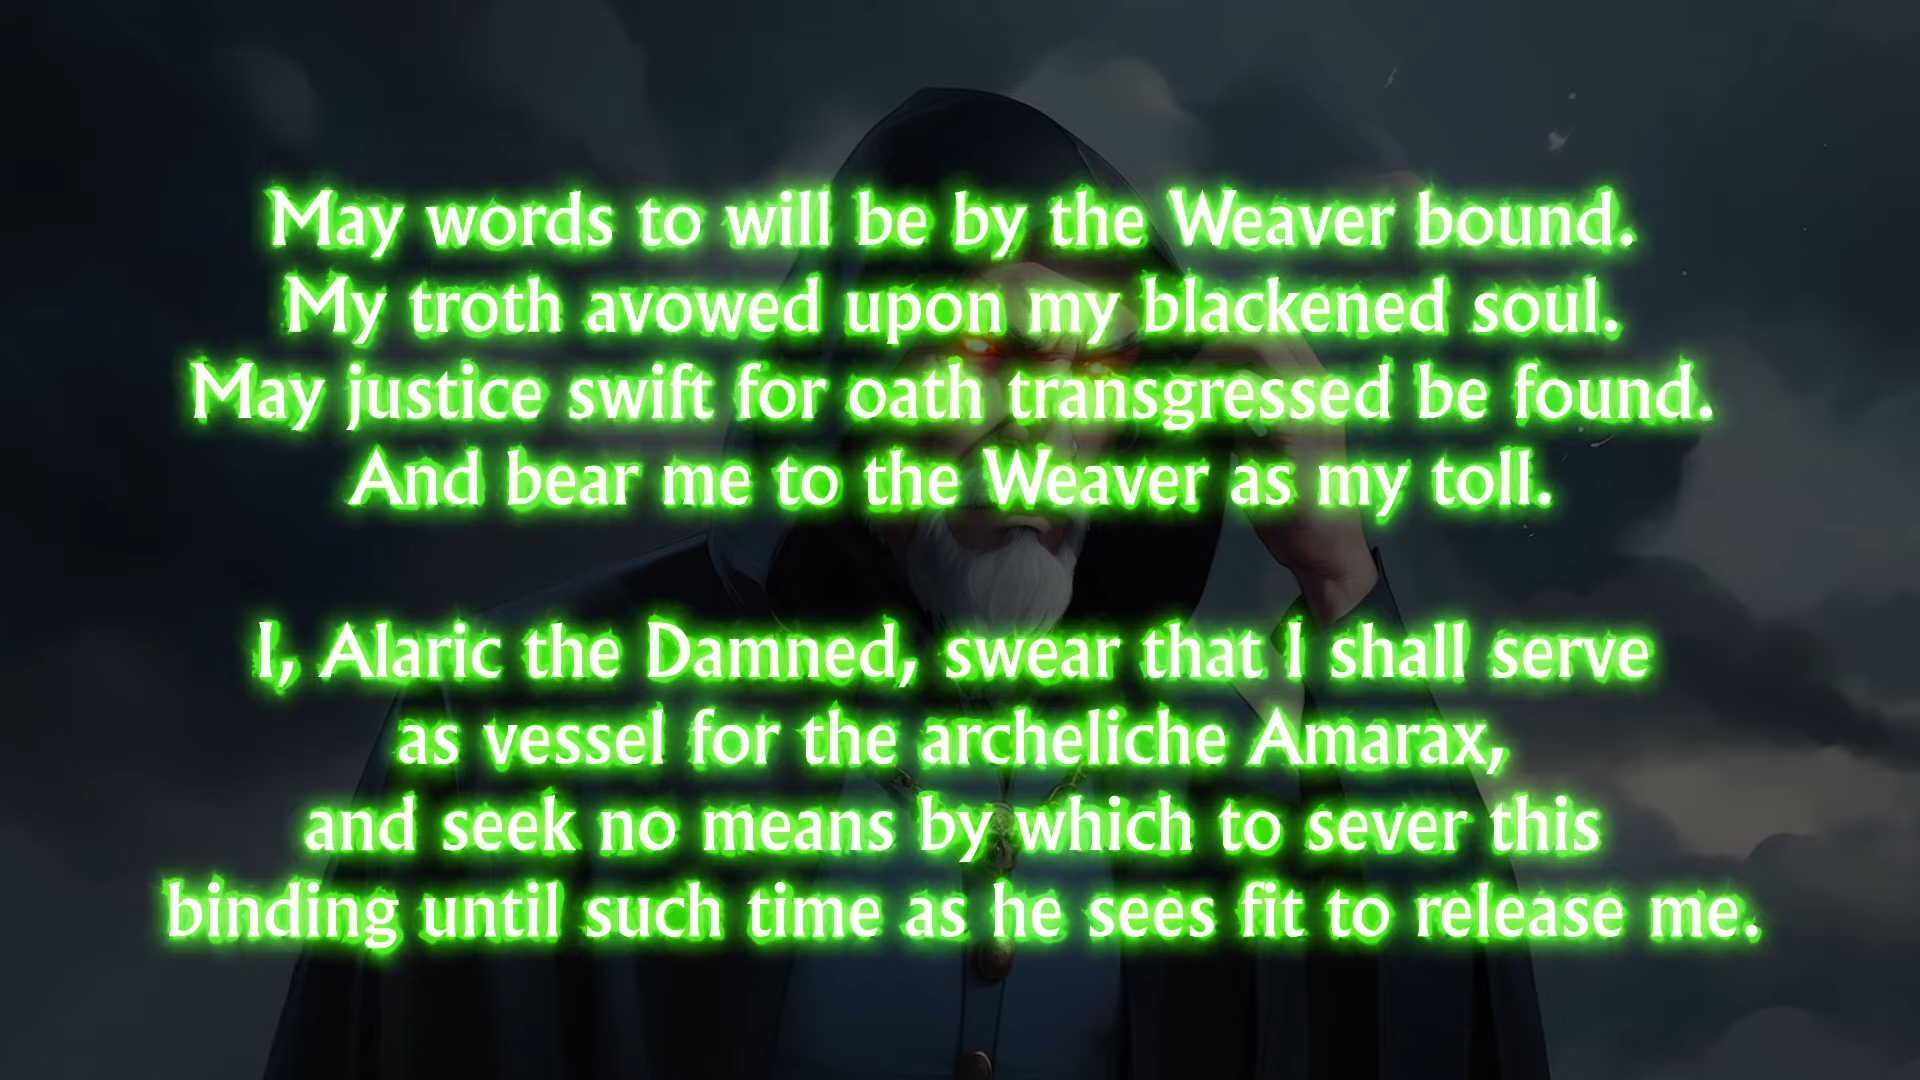 May words to will be by the Weaver bound.
My troth avowed upon my blackened soul.
May justice swift for oath transgressed be found.
And bear me to the Weaver as my toll.
I, Alaric the Damned, swear that I shall serve
as vessel for the archeliche Amarax,
and seek no means by which to sever this
binding until such time as he sees fit to release me.